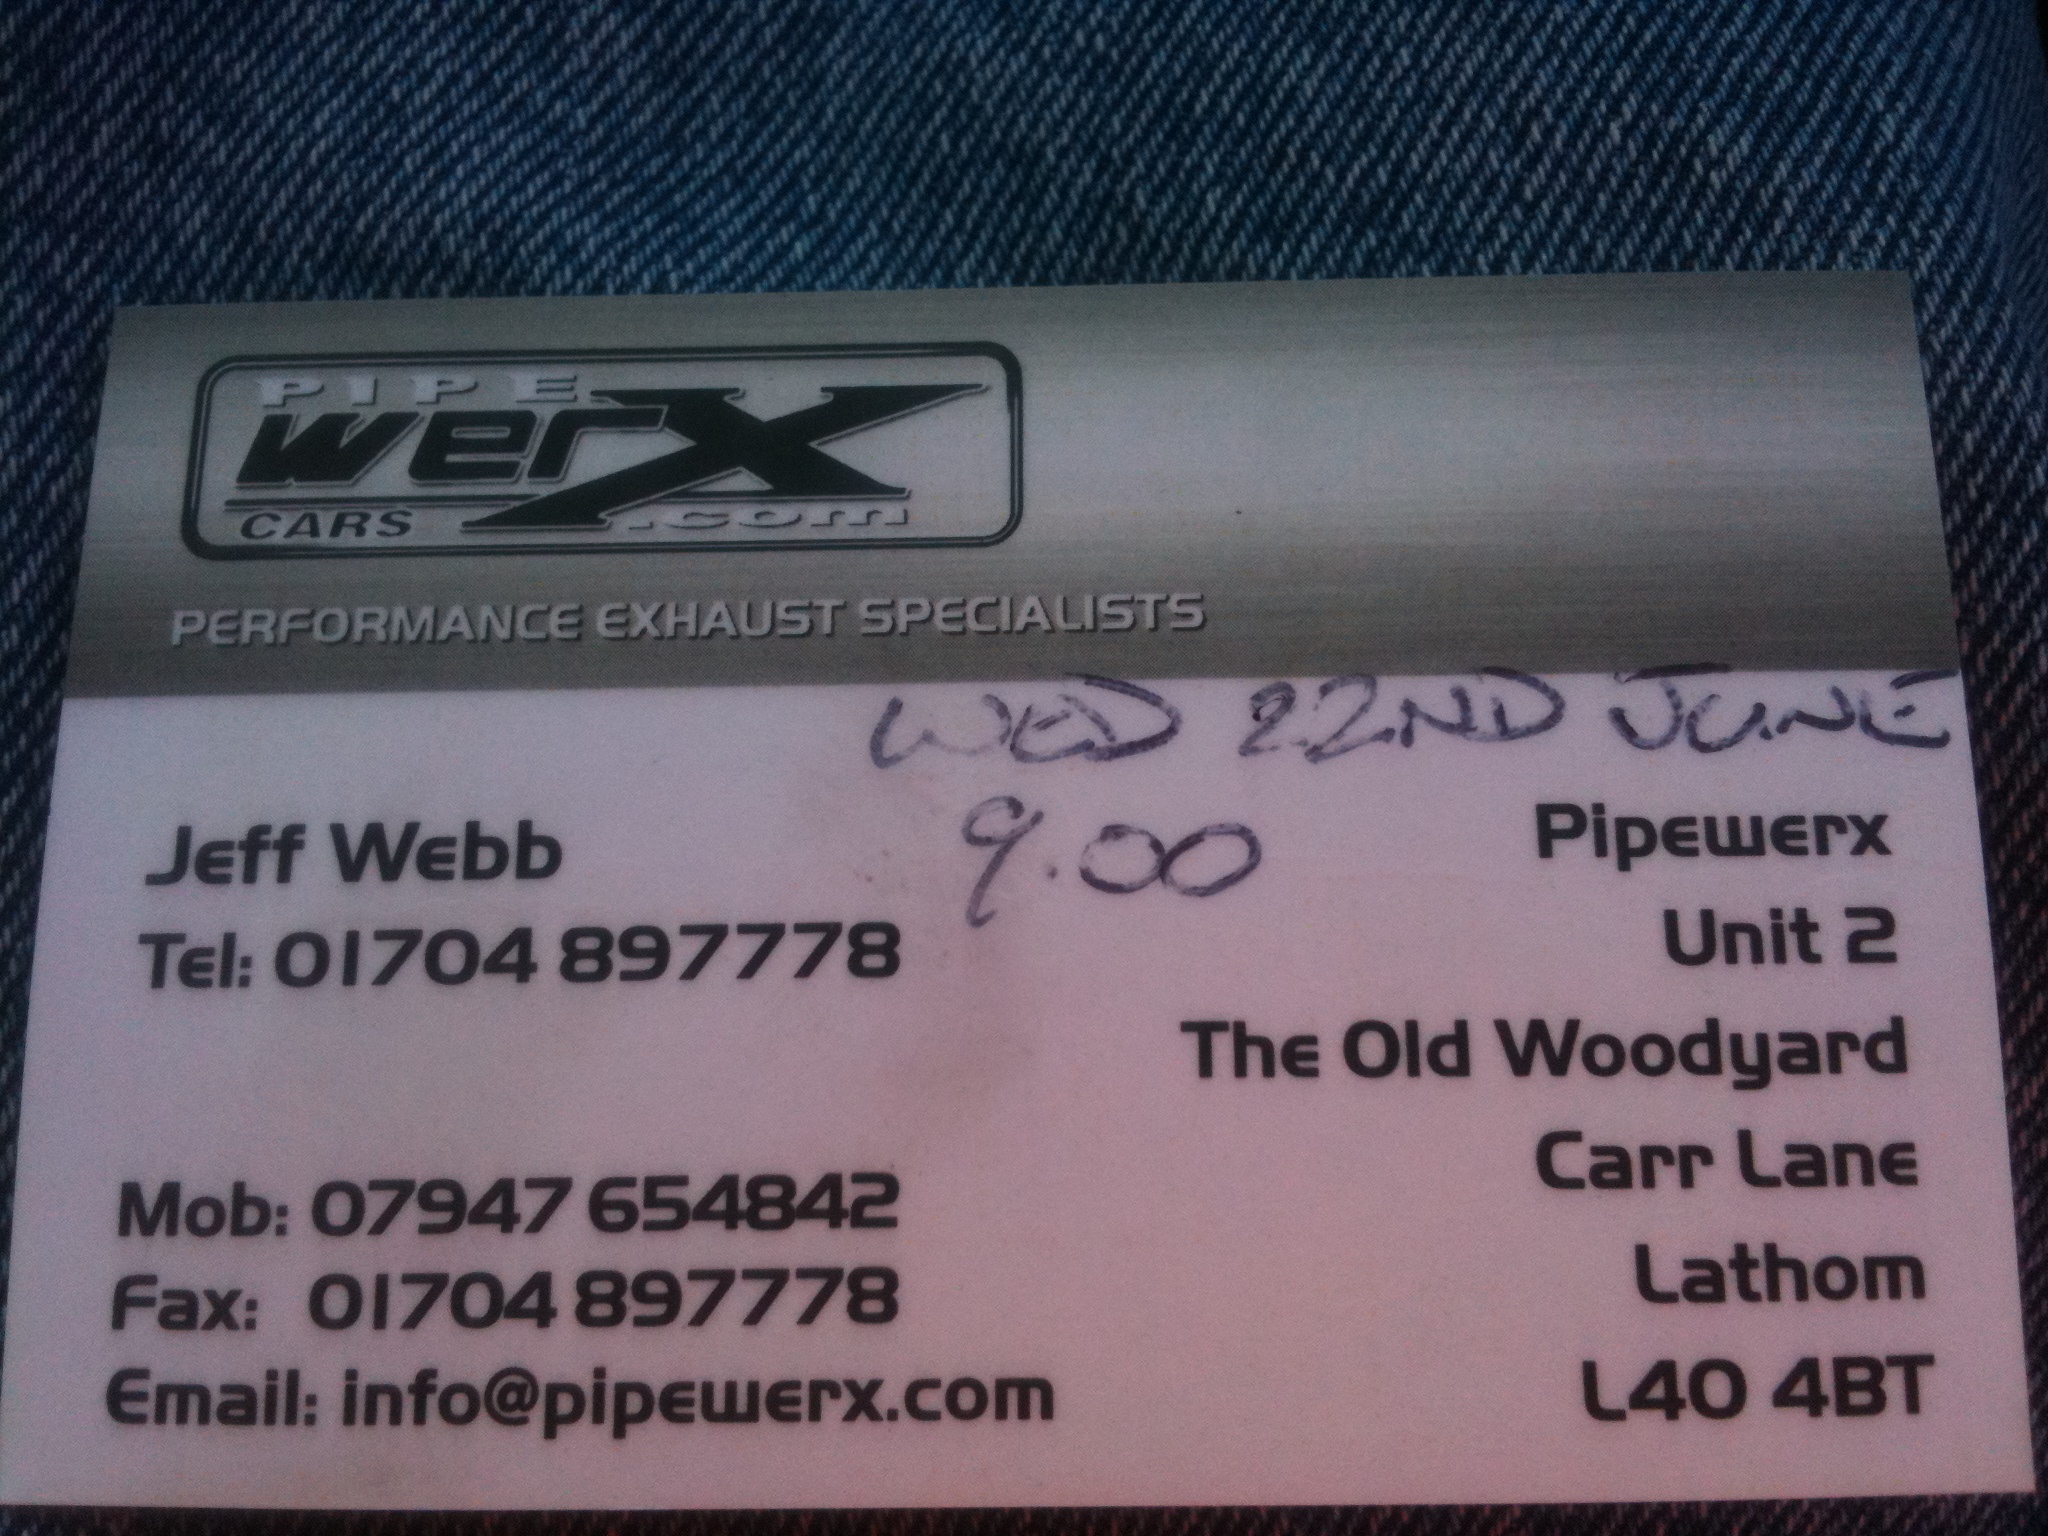 PIPE
werX
CARS .com
PERFORMANCE EXHAUST SPECIALISTS
WED 22ND JUNE
9.00
Jeff Webb
Tel: 01704 897778
Mob: 07947 654842
Fax: 01704 897778
Email: info@pipewerx.com
Pipewerx
Unit 2
The Old Woodyard
Carr Lane
Lathom
L40 4BT